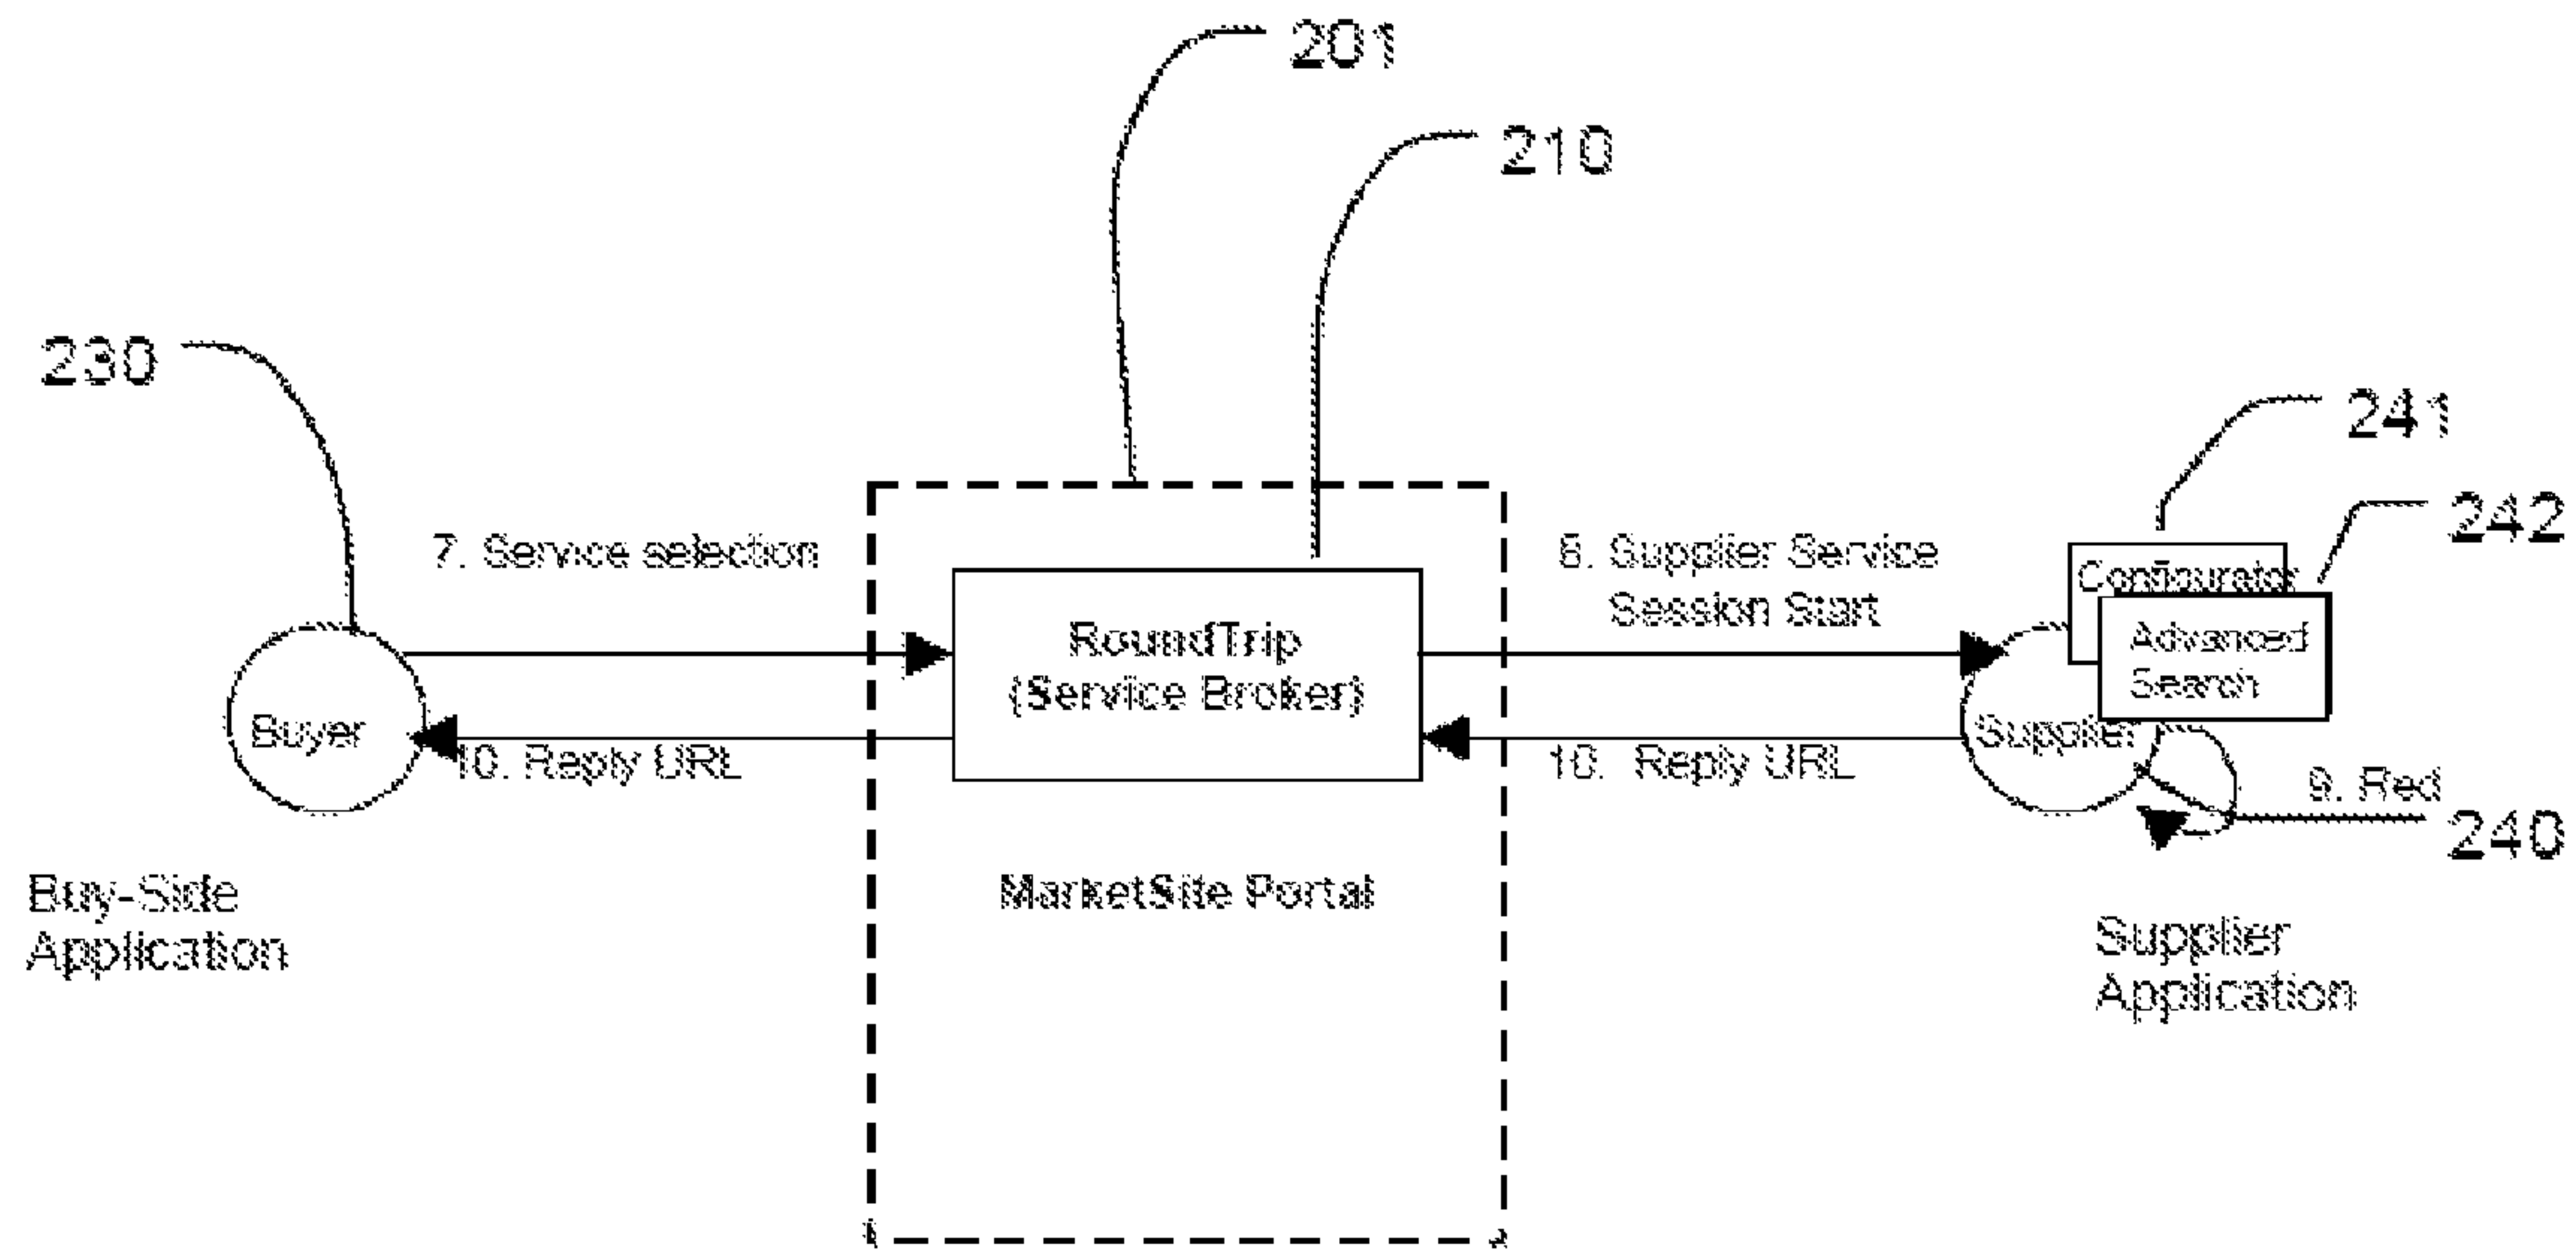 201
210
230
241
242
7. Service selection
8. Supplier Service
Session Start
Configurator
Advanced
Search
RoundTrip
(Service Broker)
Buyer
Supplier
10. Reply URL
10. Reply URL
9. Red
240
MarketSite Portal
Buy-Side
Application
Supplier
Application